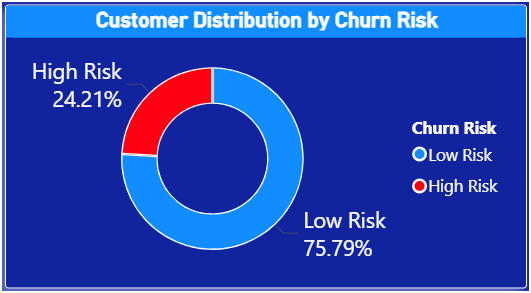 Customer Distribution by Churn Risk
High Risk
24.21%
Churn Risk
Low Risk
High Risk
Low Risk
75.79%